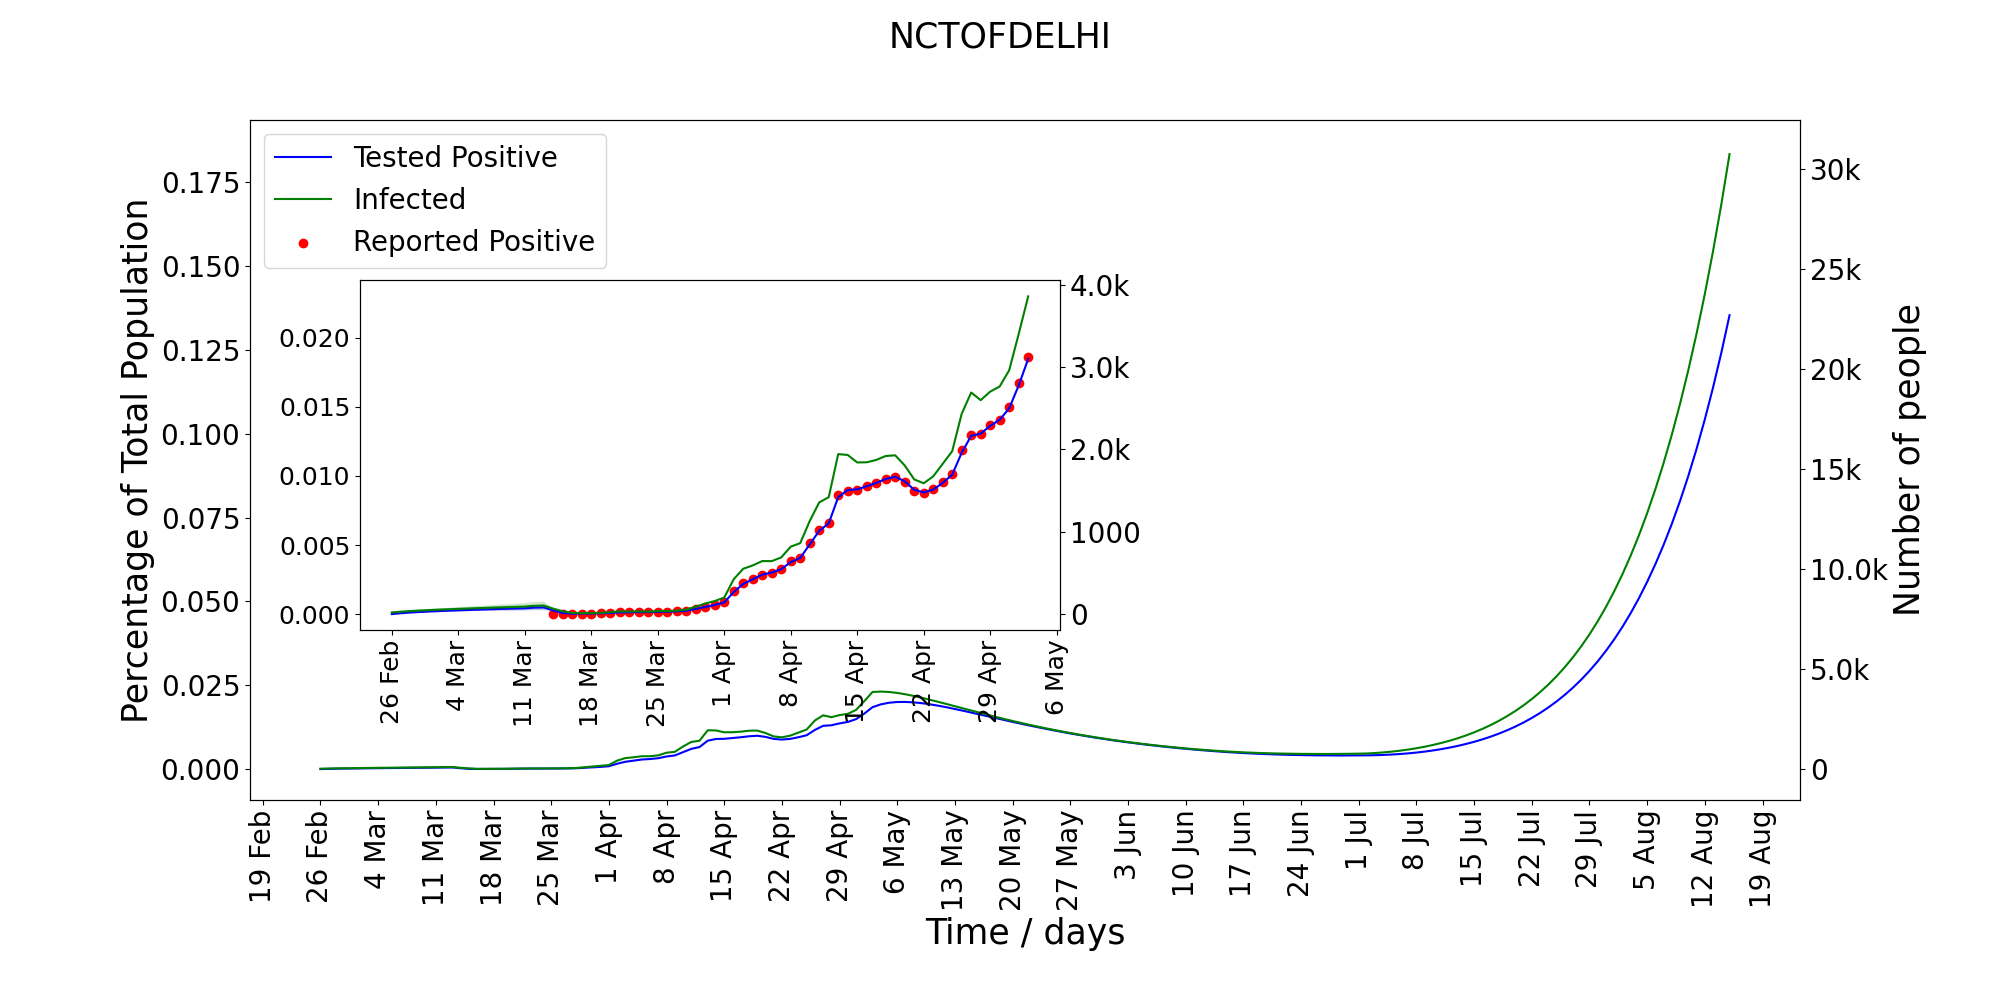 NCTOFDELHI
Tested Positive
Infected
Reported Positive
Percentage of Total Population
0.175
0.150
0.125
0.100
0.075
0.050
0.025
0.000
30k
25k
20k
15k
10.0k
5.0k
0
Number of people
0.020
0.015
0.010
0.005
0.000
4.0k
3.0k
2.0k
1000
0
26 Feb
4 Mar
11 Mar
18 Mar
25 Mar
1 Apr
8 Apr
15 Apr
22 Apr
29 Apr
6 May
19 Feb
26 Feb
4 Mar
11 Mar
18 Mar
25 Mar
1 Apr
8 Apr
15 Apr
22 Apr
29 Apr
6 May
13 May
20 May
27 May
3 Jun
10 Jun
17 Jun
24 Jun
1 Jul
8 Jul
15 Jul
22 Jul
29 Jul
5 Aug
12 Aug
19 Aug
Time / days